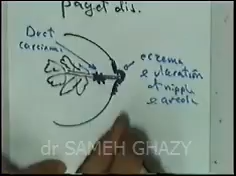 paget dis.
Duct
carcinoma
eczema
& ulceration
of nipple
& areola
dr SAMEH GHAZY